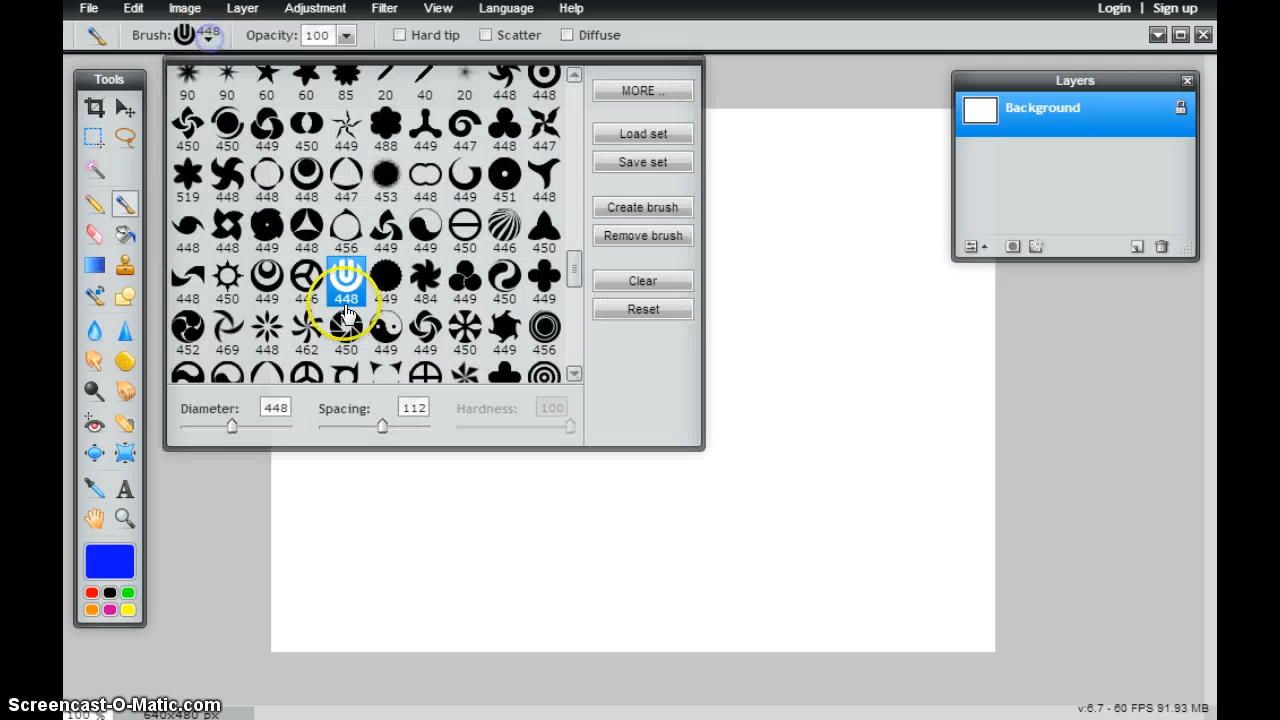 File Edit Image Layer Adjustment Filter View Language Help Login | Sign up
Brush: 448 Opacity: 100 Hard tip Scatter Diffuse
Tools
Layers
Background
90 90 60 60 85 20 40 20 448 448
450 448 449 450 449 488 449 447 448 447
519 448 448 448 447 453 448 449 451 448
448 448 449 448 456 449 449 450 446 450
448 450 449 446 448 449 484 449 450 449
452 469 448 462 450 449 449 450 449 456
MORE ..
Load set
Save set
Create brush
Remove brush
Clear
Reset
Diameter: 448 Spacing: 112 Hardness: 100
A
Screencast-O-Matic.com
100 % 640x480 px
v:6.7 - 60 FPS 91.93 MB